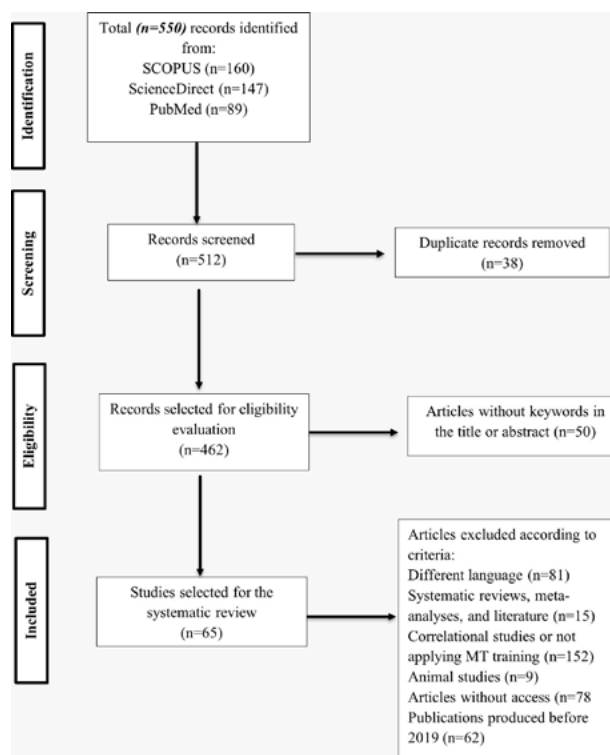 Identification
Total (n=550) records identified
from:
SCOPUS (n=160)
ScienceDirect (n=147)
PubMed (n=89)
Screening
Records screened
(n=512)
Duplicate records removed
(n=38)
Eligibility
Records selected for eligibility
evaluation
(n=462)
Articles without keywords in
the title or abstract (n=50)
Included
Studies selected for the
systematic review
(n=65)
Articles excluded according to
criteria:
Different language (n=81)
Systematic reviews, meta-
analyses, and literature (n=15)
Correlational studies or not
applying MT training (n=152)
Animal studies (n=9)
Articles without access (n=78
Publications produced before
2019 (n=62)